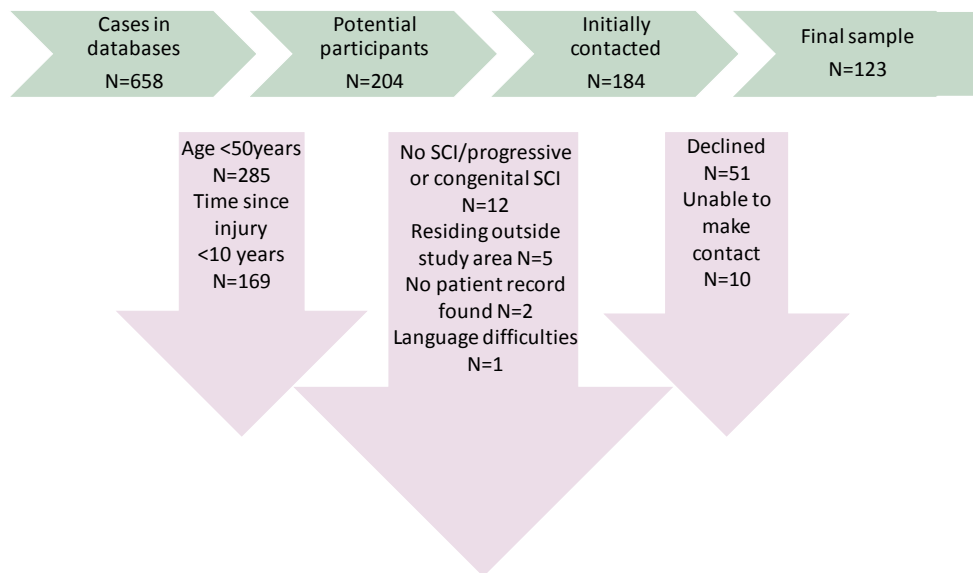 Cases in
databases
N=658
Potential
participants
N=204
Initially
contacted
N=184
Final sample
N=123
Age <50years
N=285
Time since
injury
<10 years
N=169
No SCI/progressive
or congenital SCI
N=12
Residing outside
study area N=5
No patient record
found N=2
Language difficulties
N=1
Declined
N=51
Unable to
make
contact
N=10